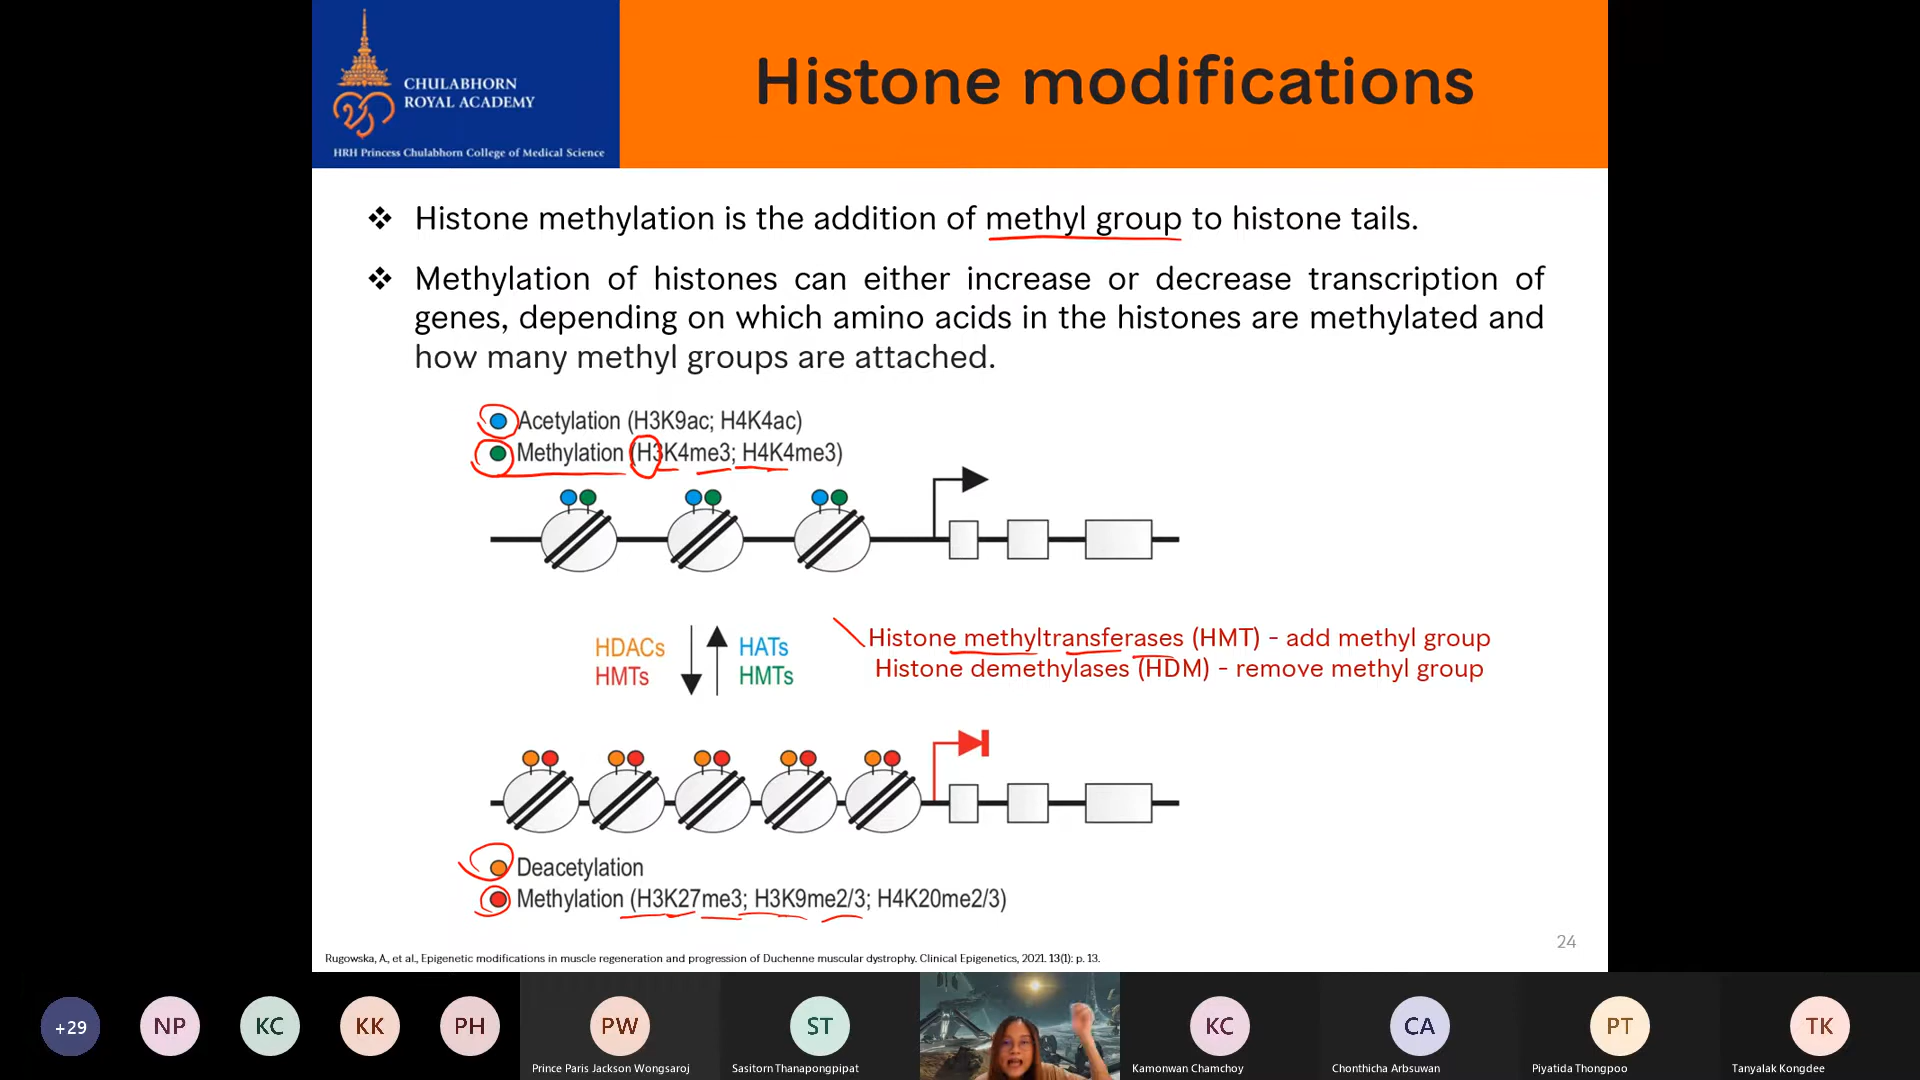 CHULABHORN
ROYAL ACADEMY
HRH Princess Chulabhorn College of Medical Science
Histone modifications
❖ Histone methylation is the addition of methyl group to histone tails.
❖ Methylation of histones can either increase or decrease transcription of
genes, depending on which amino acids in the histones are methylated and
how many methyl groups are attached.
Acetylation (H3K9ac; H4K4ac)
Methylation (H3K4me3; H4K4me3)
HDACs
HMTs
HATs
HMTs
Histone methyltransferases (HMT) - add methyl group
Histone demethylases (HDM) - remove methyl group
Deacetylation
Methylation (H3K27me3; H3K9me2/3; H4K20me2/3)
24
Rugowska, A., et al., Epigenetic modifications in muscle regeneration and progression of Duchenne muscular dystrophy. Clinical Epigenetics, 2021. 13(1): p. 13.
+29
NP
KC
KK
PH
PW
ST
KC
CA
PT
TK
Prince Paris Jackson Wongsaroj
Sasitorn Thanapongpipat
Kamonwan Chamchoy
Chonthicha Arbsuwan
Piyatida Thongpoo
Tanyalak Kongdee